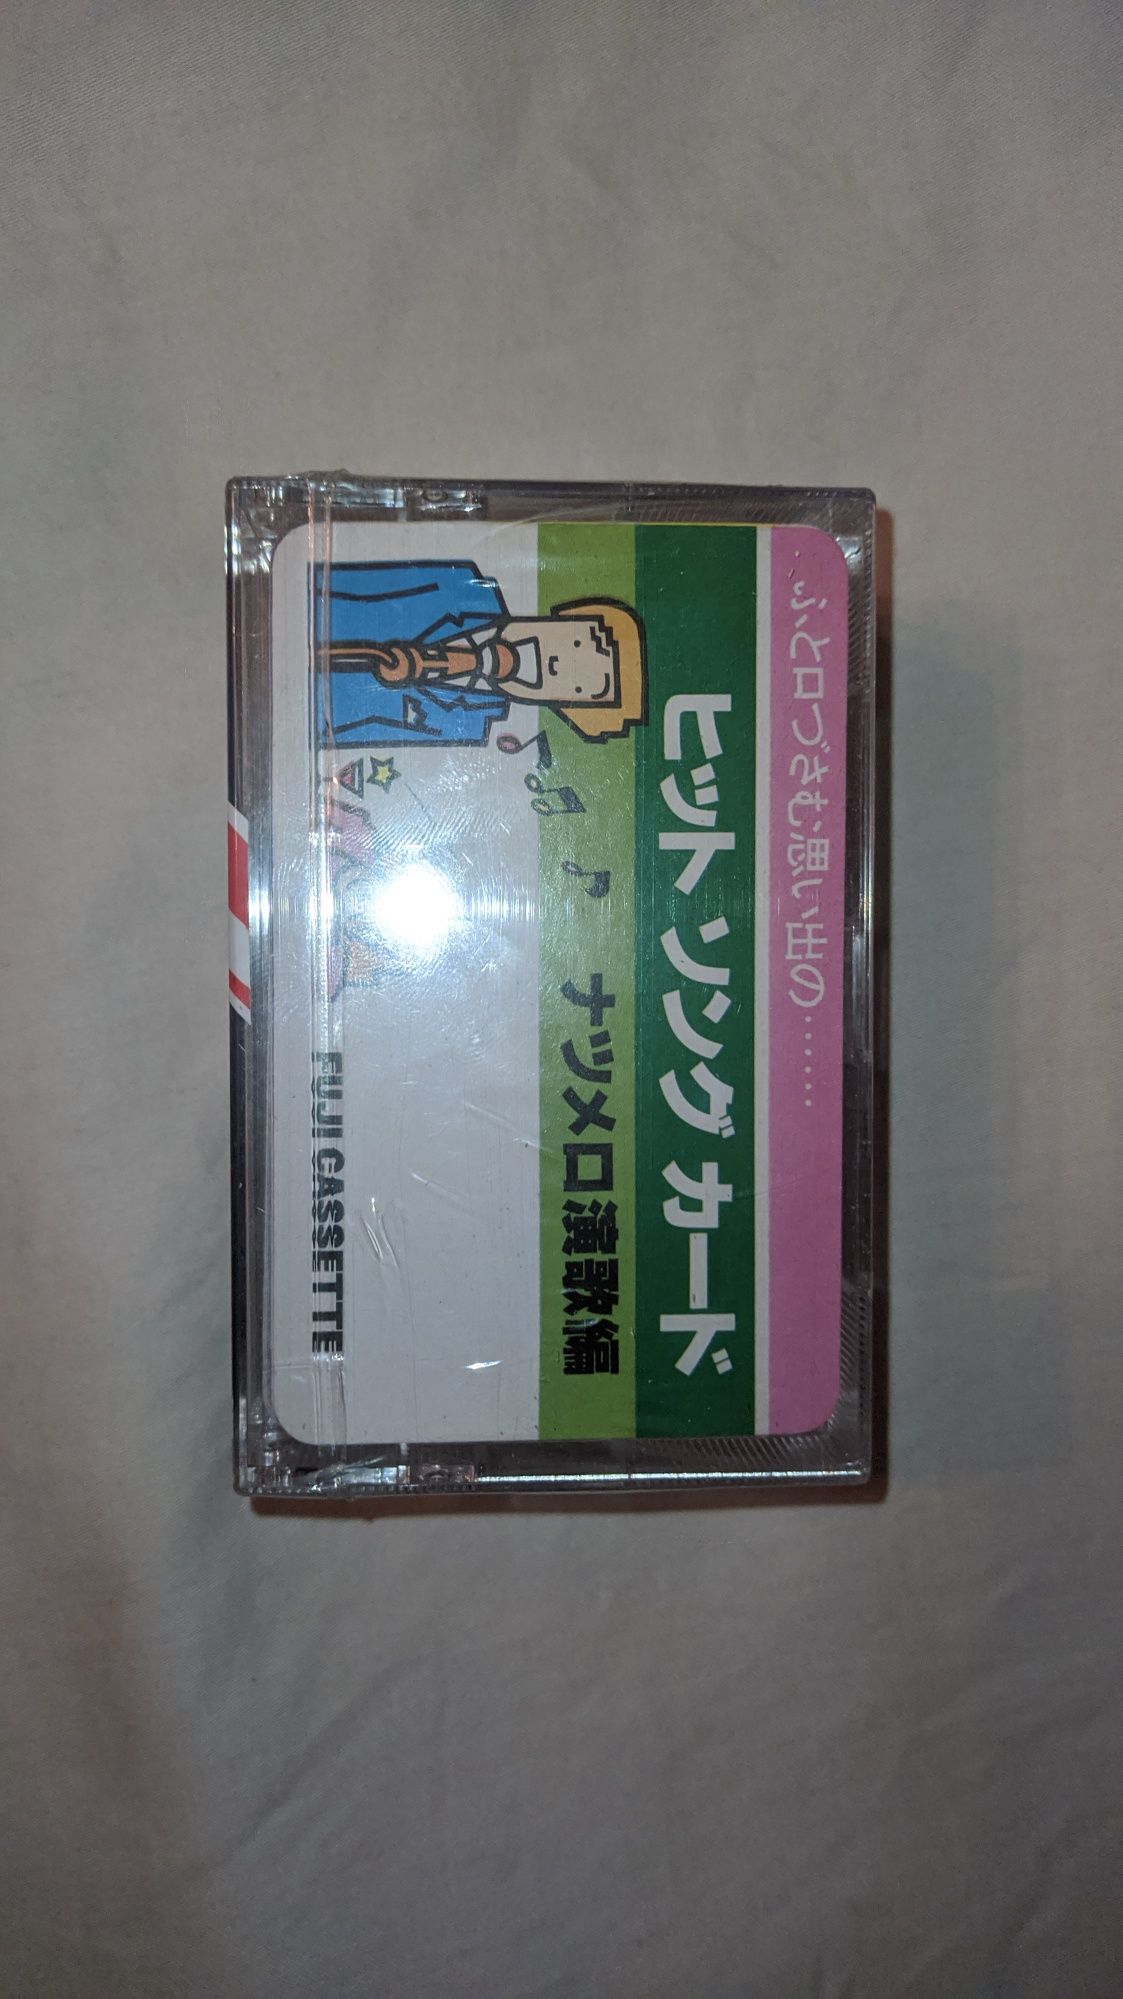 ..ふと口づさむ思い出の......
ヒット ソング カード
ナツメロ演歌編
FUJI CASSETTE